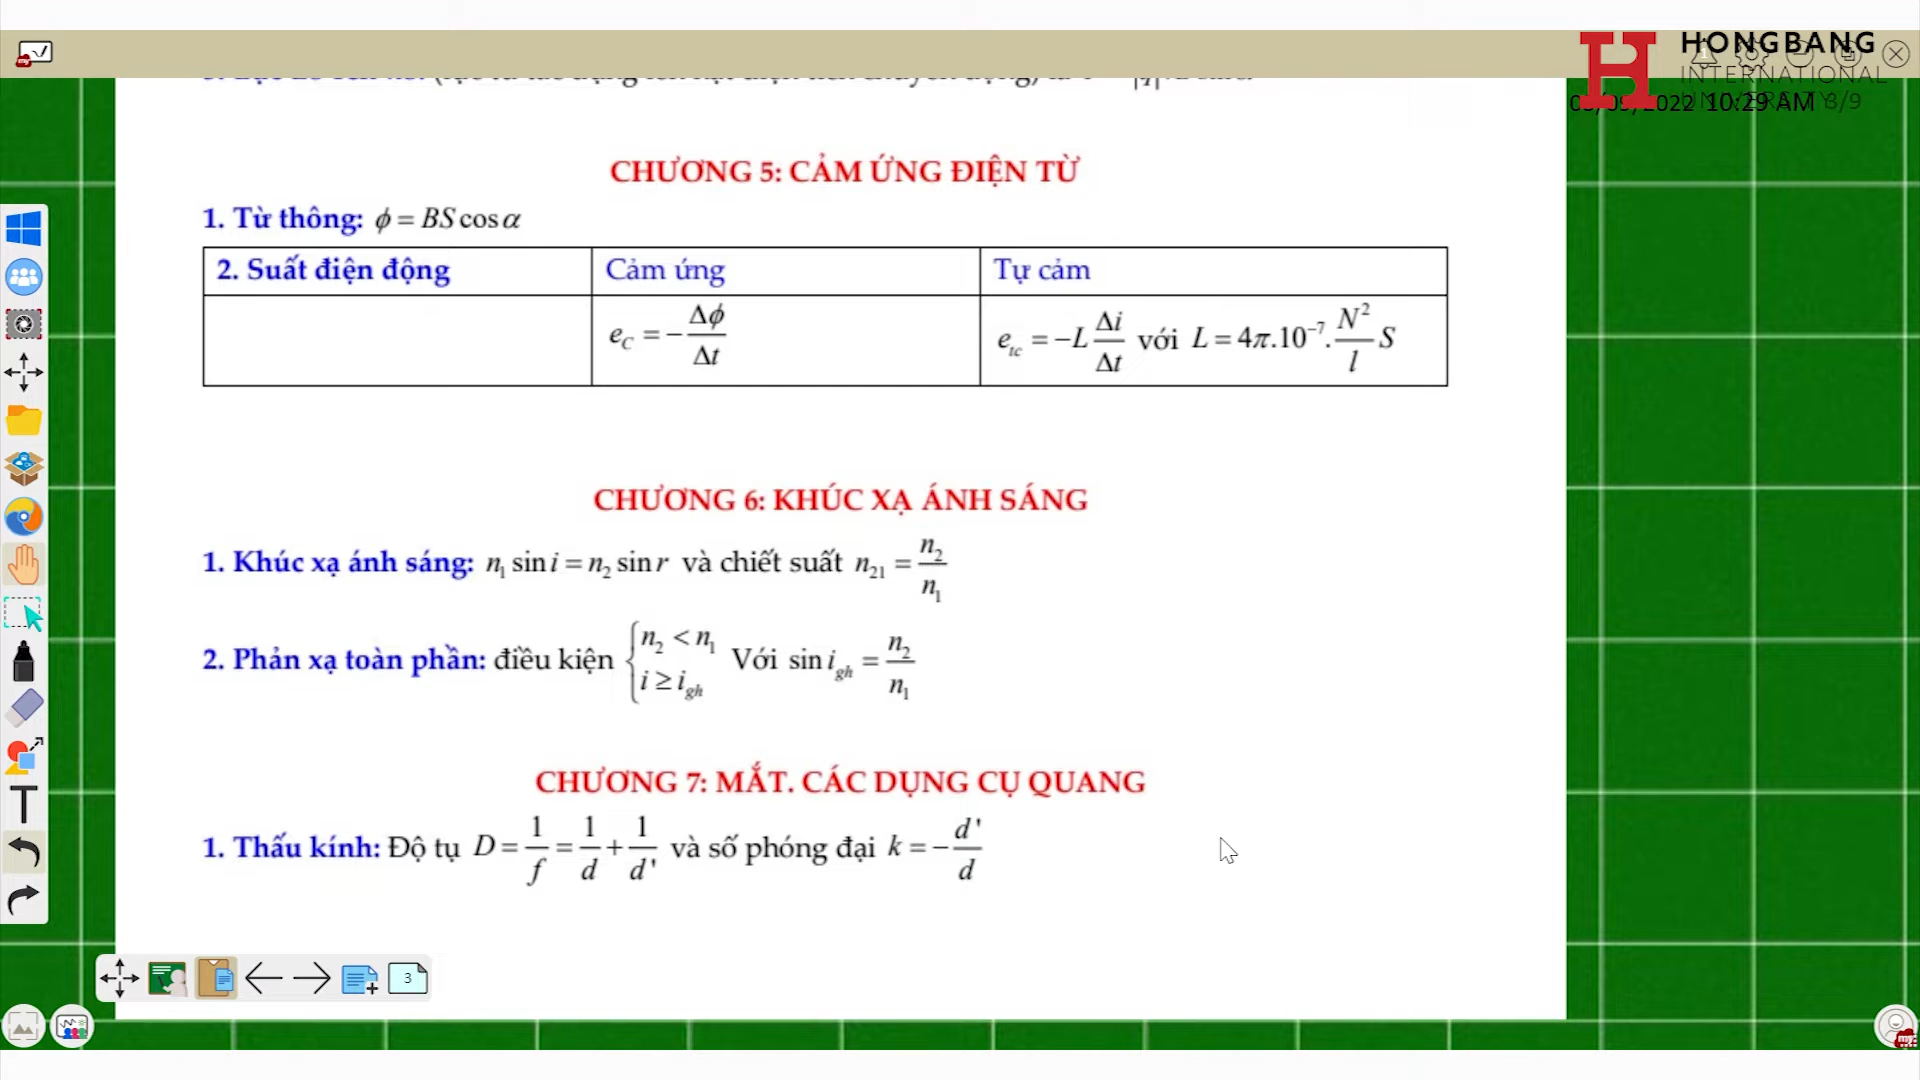 HONGBANG
INTERNATIONAL
UNIVERSITY
10:29 AM 3/9
CHƯƠNG 5: CẢM ỨNG ĐIỆN TỪ
1. Từ thông: ϕ = BS cos α
2. Suất điện động Cảm ứng Tự cảm
e_C = −Δϕ/Δt e_tc = −L Δi/Δt với L = 4π.10⁻⁷.N²/l S
CHƯƠNG 6: KHÚC XẠ ÁNH SÁNG
1. Khúc xạ ánh sáng: n₁ sin i = n₂ sin r và chiết suất n₂₁ = n₂/n₁
2. Phản xạ toàn phần: điều kiện { n₂ < n₁ ; i ≥ i_gh Với sin i_gh = n₂/n₁
CHƯƠNG 7: MẮT. CÁC DỤNG CỤ QUANG
1. Thấu kính: Độ tụ D = 1/f = 1/d + 1/d' và số phóng đại k = −d'/d
3